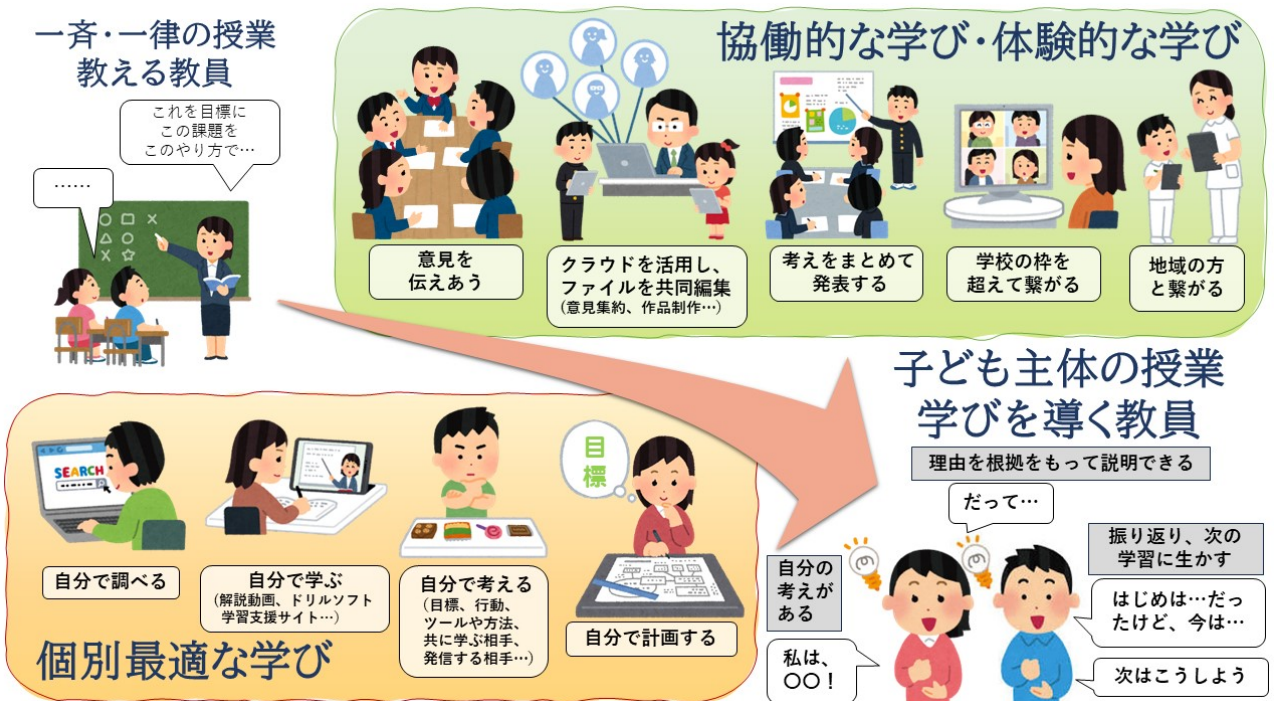 一斉・一律の授業
教える教員
これを目標に
この課題を
このやり方で…
……
協働的な学び・体験的な学び
意見を
伝えあう
クラウドを活用し、
ファイルを共同編集
(意見集約、作品制作…)
考えをまとめて
発表する
学校の枠を
超えて繋がる
地域の方
と繋がる
子ども主体の授業
学びを導く教員
理由を根拠をもって説明できる
だって…
自分の
考えが
ある
振り返り、次の
学習に生かす
はじめは…だっ
たけど、今は…
私は、
〇〇!
次はこうしよう
SEARCH
目
標
自分で調べる
自分で学ぶ
(解説動画、ドリルソフト
学習支援サイト…)
自分で考える
(目標、行動、
ツールや方法、
共に学ぶ相手、
発信する相手…)
自分で計画する
個別最適な学び